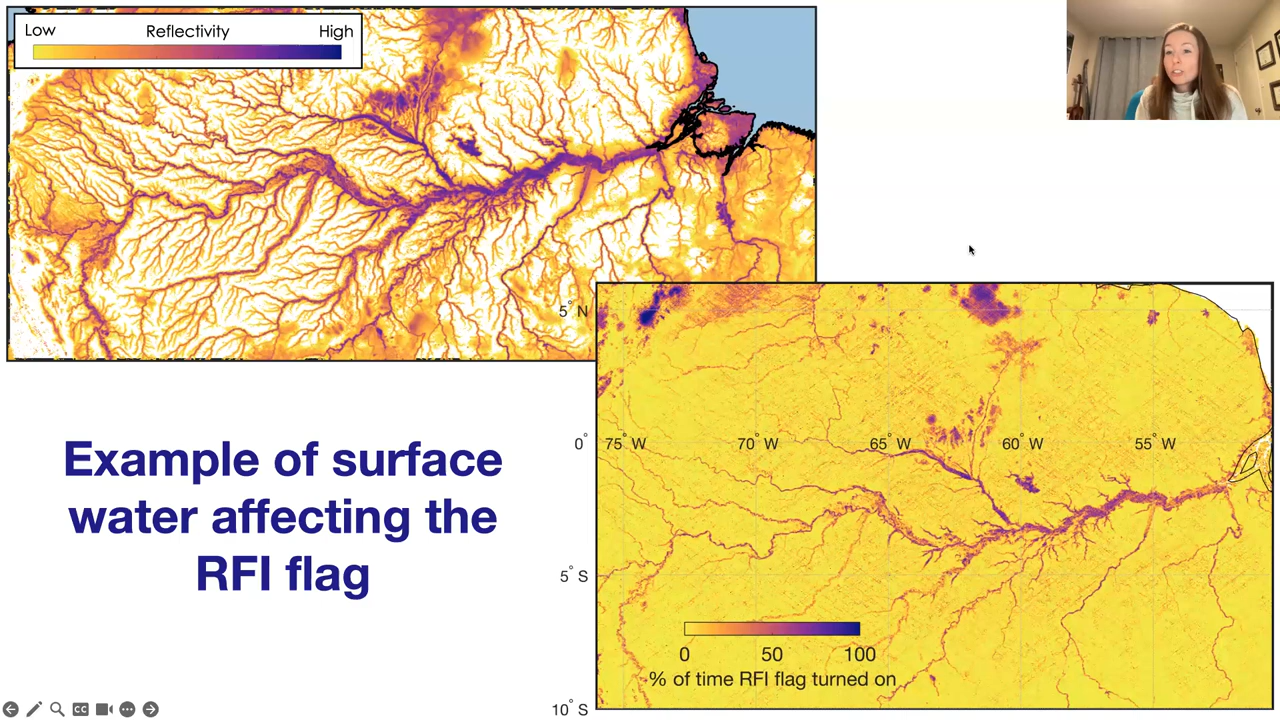 Low Reflectivity High
Example of surface
water affecting the
RFI flag
5° N
0° 75° W 70° W 65° W 60° W 55° W
5° S
0 50 100
% of time RFI flag turned on
10° S
CC